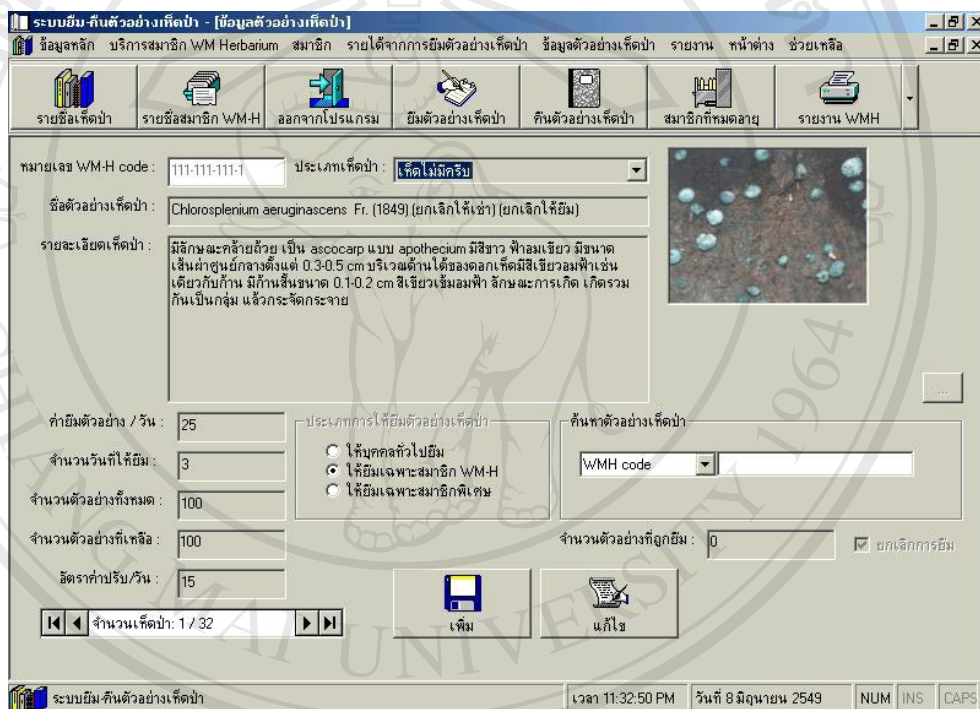 ระบบยืม-คืนตัวอย่างเห็ดป่า - [ข้อมูลตัวอย่างเห็ดป่า]
ข้อมูลหลัก บริการสมาชิก WM Herbarium สมาชิก รายได้จากการยืมตัวอย่างเห็ดป่า ข้อมูลตัวอย่างเห็ดป่า รายงาน หน้าต่าง ช่วยเหลือ
รายชื่อเห็ดป่า รายชื่อสมาชิก WM-H ออกจากโปรแกรม ยืมตัวอย่างเห็ดป่า คืนตัวอย่างเห็ดป่า สมาชิกที่หมดอายุ รายงาน WMH
หมายเลข WM-H code : 111-111-111-1 ประเภทเห็ดป่า : เห็ดไม่มีครีบ
ชื่อตัวอย่างเห็ดป่า : Chlorosplenium aeruginascens Fr. (1849) (ยกเลิกให้เช่า) (ยกเลิกให้ยืม)
รายละเอียดเห็ดป่า : มีลักษณะคล้ายถ้วย เป็น ascocarp แบบ apothecium มีสีขาว ฟ้าอมเขียว มีขนาด
เส้นผ่าศูนย์กลางตั้งแต่ 0.3-0.5 cm บริเวณด้านใต้ของดอกเห็ดมีสีเขียวอมฟ้าเช่น
เดียวกับก้าน มีก้านสั้นขนาด 0.1-0.2 cm สีเขียวเข้มอมฟ้า ลักษณะการเกิด เกิดรวม
กันเป็นกลุ่ม แล้วกระจัดกระจาย
...
ค่ายืมตัวอย่าง / วัน : 25
จำนวนวันที่ให้ยืม : 3
จำนวนตัวอย่างทั้งหมด : 100
จำนวนตัวอย่างที่เหลือ : 100
อัตราค่าปรับ/วัน : 15
ประเภทการให้ยืมตัวอย่างเห็ดป่า
ให้บุคคลทั่วไปยืม
ให้ยืมเฉพาะสมาชิก WM-H
ให้ยืมเฉพาะสมาชิกพิเศษ
ค้นหาตัวอย่างเห็ดป่า
WMH code
จำนวนตัวอย่างที่ถูกยืม : 0 ยกเลิกการยืม
จำนวนเห็ดป่า: 1 / 32
เพิ่ม แก้ไข
ระบบยืม-คืนตัวอย่างเห็ดป่า เวลา 11:32:50 PM วันที่ 8 มิถุนายน 2549 NUM INS CAPS
CHIANG MAI UNIVERSITY 1964